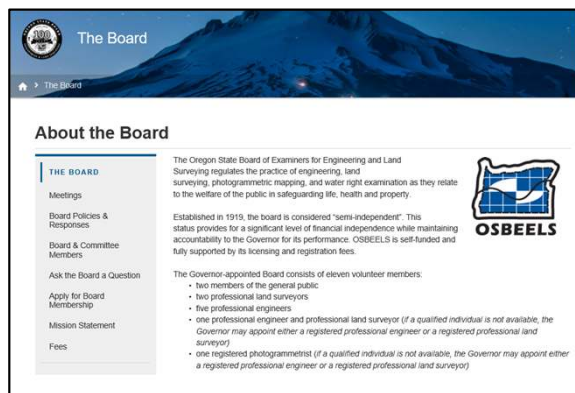 The Board
100
The Board
About the Board
THE BOARD
Meetings
Board Policies &
Responses
Board & Committee
Members
Ask the Board a Question
Apply for Board
Membership
Mission Statement
Fees
The Oregon State Board of Examiners for Engineering and Land
Surveying regulates the practice of engineering, land
surveying, photogrammetric mapping, and water right examination as they relate
to the welfare of the public in safeguarding life, health and property.
Established in 1919, the board is considered "semi-independent". This
status provides for a significant level of financial independence while maintaining
accountability to the Governor for its performance. OSBEELS is self-funded and
fully supported by its licensing and registration fees.
The Governor-appointed Board consists of eleven volunteer members:
• two members of the general public
• two professional land surveyors
• five professional engineers
• one professional engineer and professional land surveyor (if a qualified individual is not available, the
Governor may appoint either a registered professional engineer or a registered professional land
surveyor)
• one registered photogrammetrist (if a qualified individual is not available, the Governor may appoint either
a registered professional engineer or a registered professional land surveyor)
OSBEELS